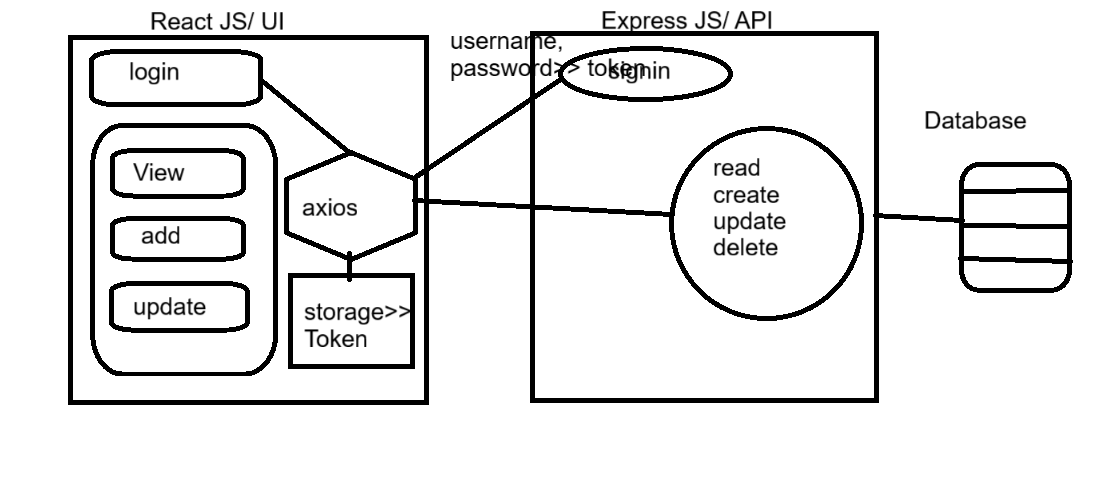 React JS/ UI
Express JS/ API
username,
password>> token
signin
login
Database
View
add
update
axios
storage>>
Token
read
create
update
delete